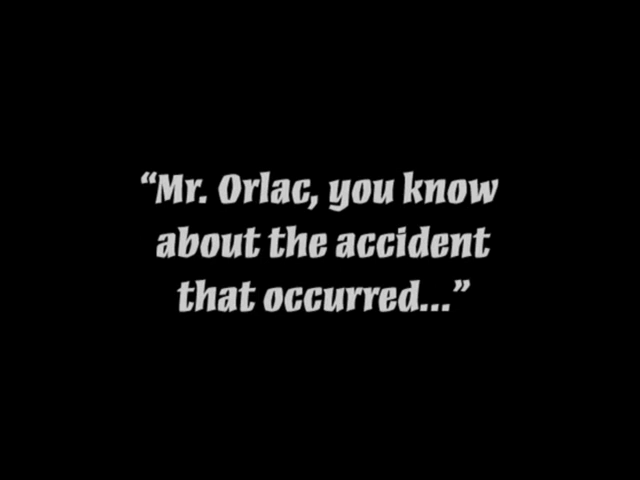 “Mr. Orlac, you know
about the accident
that occurred...”